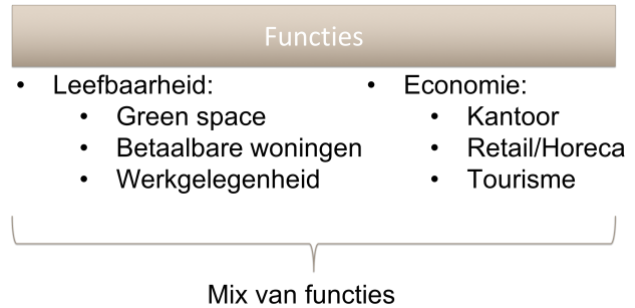 Functies
• Leefbaarheid:
• Green space
• Betaalbare woningen
• Werkgelegenheid
• Economie:
• Kantoor
• Retail/Horeca
• Tourisme
Mix van functies